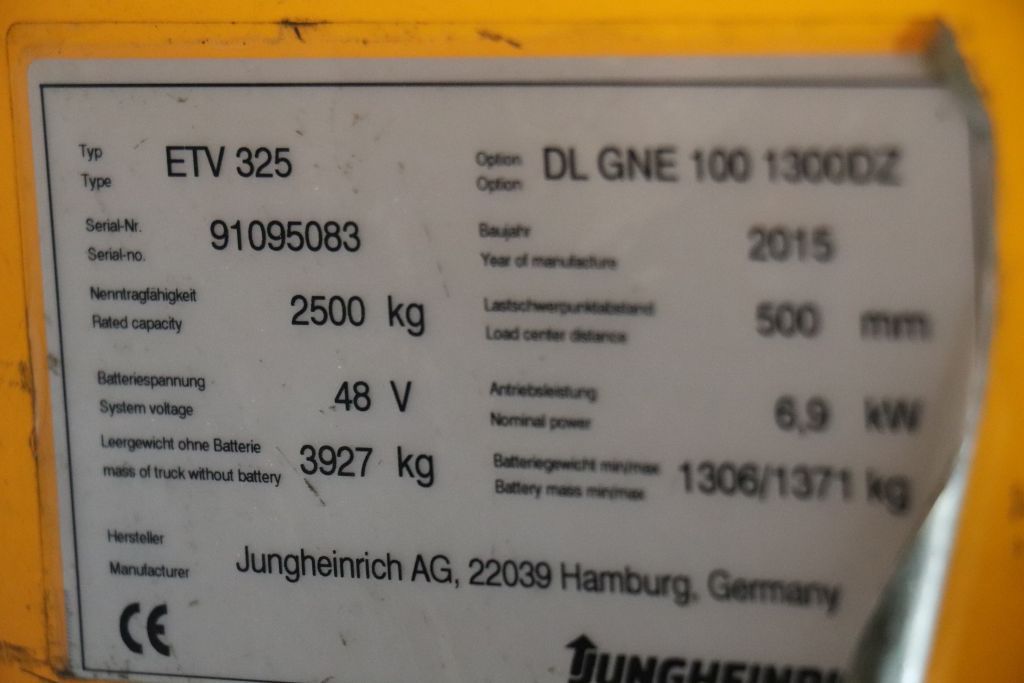 Typ ETV 325 Option DL GNE 100 1300DZ
Type Option
Serial-Nr. 91095083 Baujahr 2015
Serial-no. Year of manufacture
Nenntragfähigkeit 2500 kg Lastschwerpunktabstand 500 mm
Rated capacity Load center distance
Batteriespannung 48 V Antriebsleistung 6,9 kW
System voltage Nominal power
Leergewicht ohne Batterie 3927 kg Batteriegewicht min/max 1306/1371 kg
mass of truck without battery Battery mass min/max
Hersteller Jungheinrich AG, 22039 Hamburg, Germany
Manufacturer
CE JUNGHEINRI